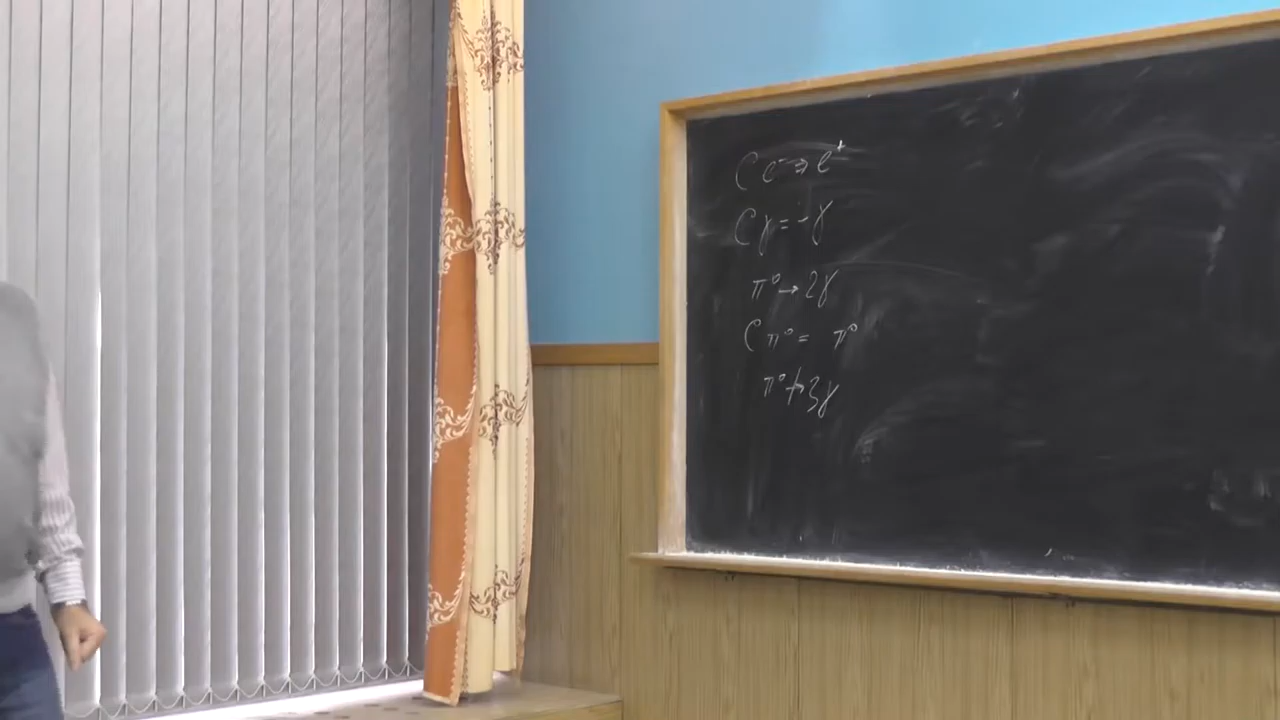 C e⁻ → e⁺
C γ = - γ
π⁰ → 2γ
C π⁰ = π⁰
π⁰ ↛ 3γ